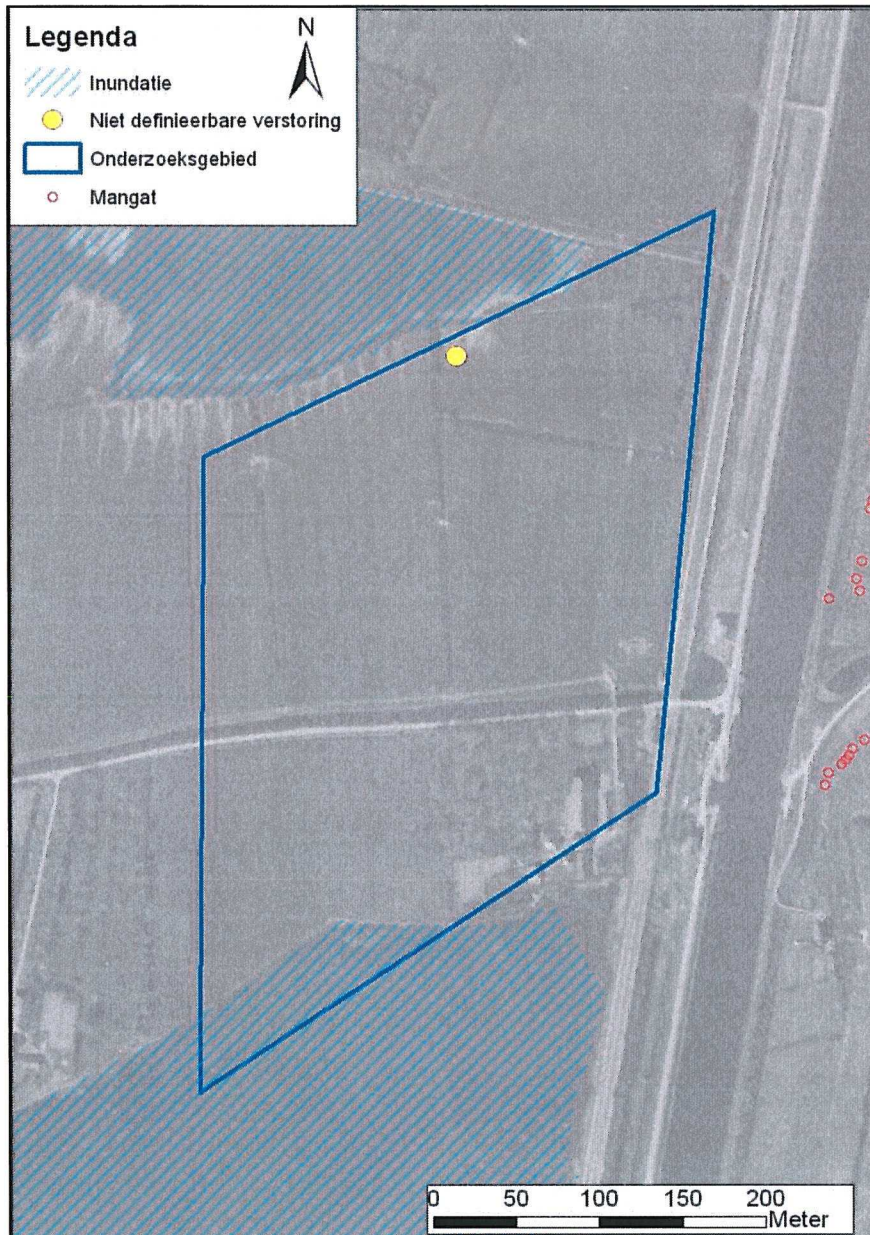 Legenda
N
Inundatie
Niet definieerbare verstoring
Onderzoeksgebied
Mangat
0 50 100 150 200
Meter